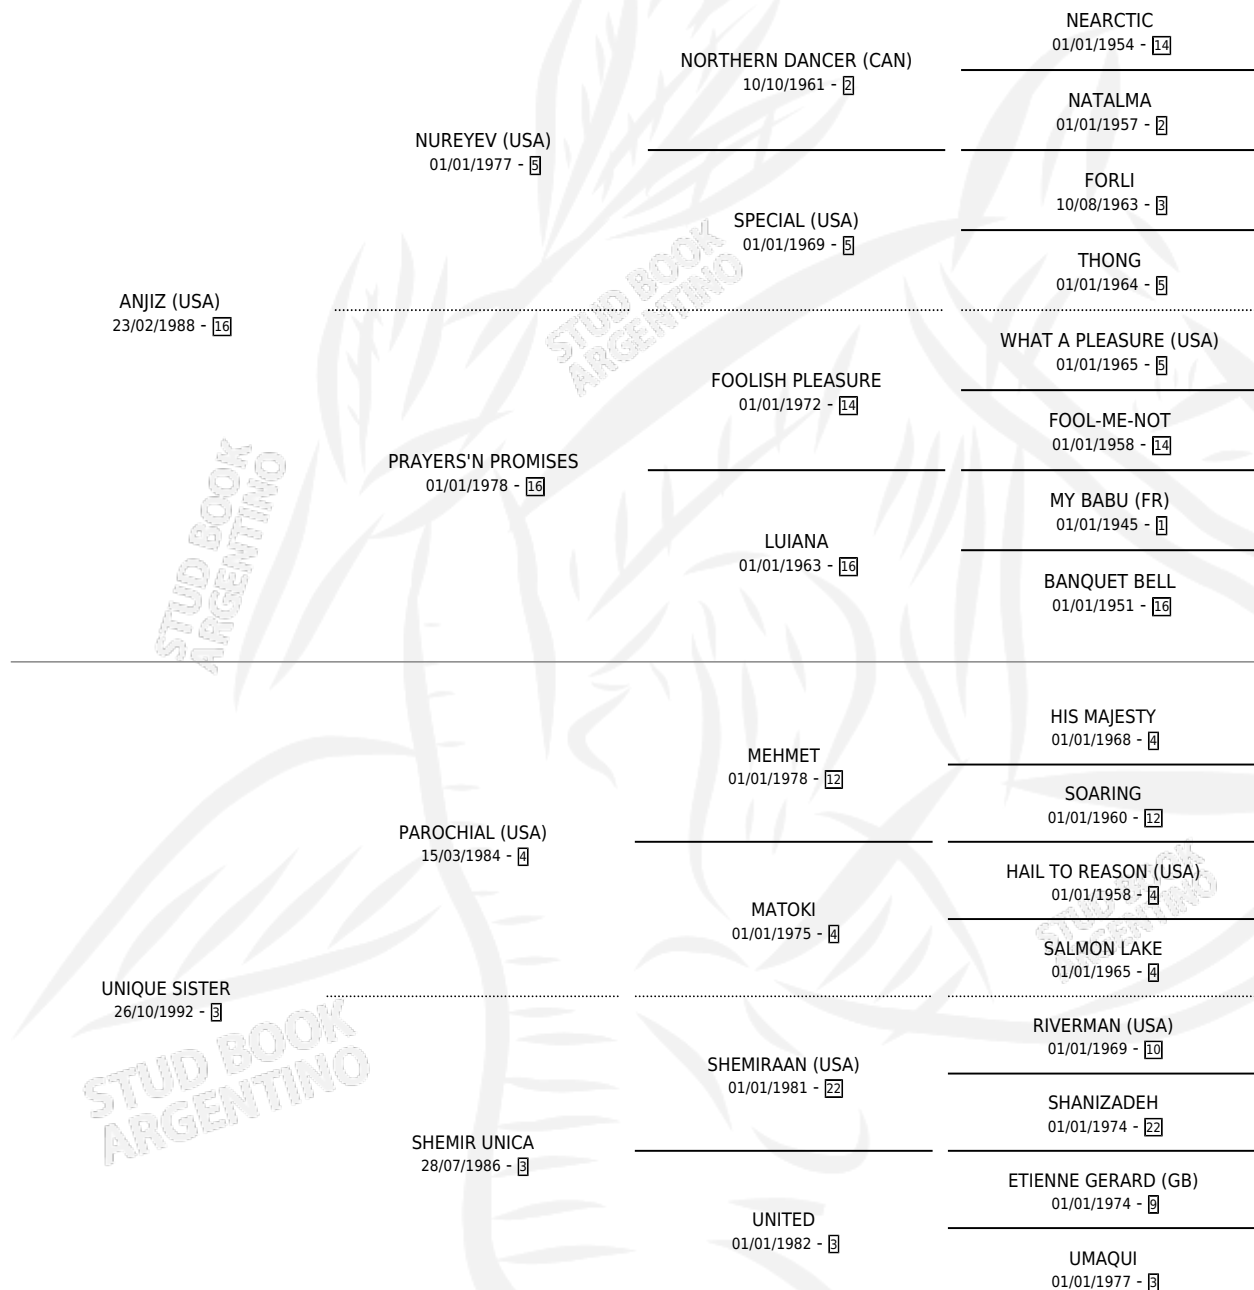 NEARCTIC
01/01/1954 - 14
NORTHERN DANCER (CAN)
10/10/1961 - 2
NATALMA
01/01/1957 - 2
NUREYEV (USA)
01/01/1977 - 5
FORLI
10/08/1963 - 3
SPECIAL (USA)
01/01/1969 - 5
THONG
01/01/1964 - 5
ANJIZ (USA)
23/02/1988 - 16
WHAT A PLEASURE (USA)
01/01/1965 - 5
FOOLISH PLEASURE
01/01/1972 - 14
FOOL-ME-NOT
01/01/1958 - 14
PRAYERS'N PROMISES
01/01/1978 - 16
MY BABU (FR)
01/01/1945 - 1
LUIANA
01/01/1963 - 16
BANQUET BELL
01/01/1951 - 16
HIS MAJESTY
01/01/1968 - 4
MEHMET
01/01/1978 - 12
SOARING
01/01/1960 - 12
PAROCHIAL (USA)
15/03/1984 - 4
HAIL TO REASON (USA)
01/01/1958 - 4
MATOKI
01/01/1975 - 4
SALMON LAKE
01/01/1965 - 4
UNIQUE SISTER
26/10/1992 - 3
RIVERMAN (USA)
01/01/1969 - 10
SHEMIRAAN (USA)
01/01/1981 - 22
SHANIZADEH
01/01/1974 - 22
SHEMIR UNICA
28/07/1986 - 3
ETIENNE GERARD (GB)
01/01/1974 - 9
UNITED
01/01/1982 - 3
UMAQUI
01/01/1977 - 3
STUD BOOK
ARGENTINO
STUD BOOK
ARGENTINO
STUD BOOK
ARGENTINO
STUD BOOK
ARGENTINO